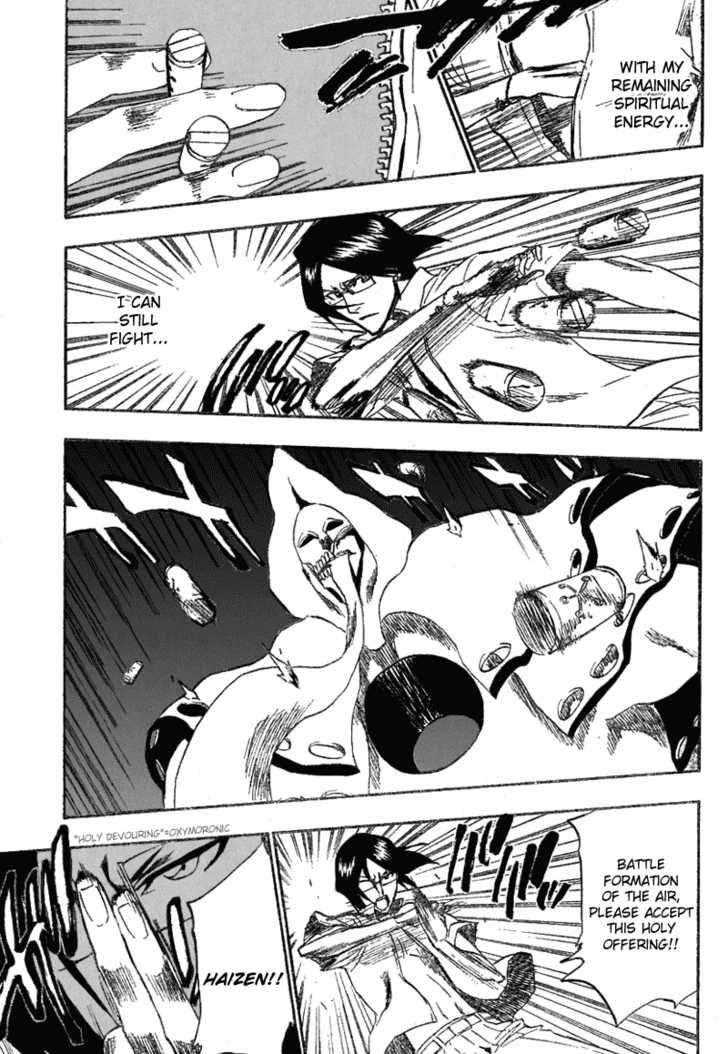 WITH MY
REMAINING
SPIRITUAL
ENERGY...
I CAN
STILL
FIGHT...
BATTLE
FORMATION
OF THE AIR,
PLEASE ACCEPT
THIS HOLY
OFFERING!!
HAIZEN!!
"HOLY DEVOURING"=OXYMORONIC